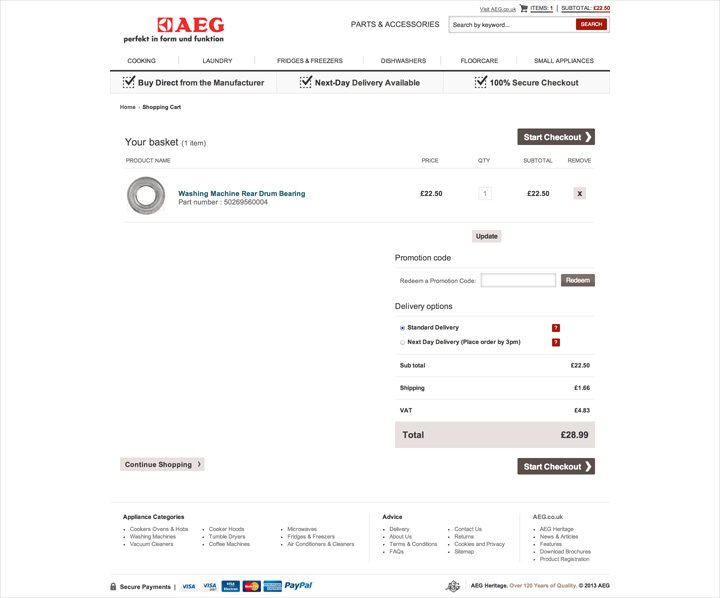 Visit AEG.co.uk ITEMS: 1 | SUBTOTAL: £22.50
AEG
perfekt in form und funktion
PARTS & ACCESSORIES
Search by keyword... SEARCH
COOKING LAUNDRY FRIDGES & FREEZERS DISHWASHERS FLOORCARE SMALL APPLIANCES
Buy Direct from the Manufacturer Next-Day Delivery Available 100% Secure Checkout
Home › Shopping Cart
Your basket (1 item) Start Checkout
PRODUCT NAME PRICE QTY SUBTOTAL REMOVE
Washing Machine Rear Drum Bearing £22.50 1 £22.50 X
Part number : 50269560004
Update
Promotion code
Redeem a Promotion Code: Redeem
Delivery options
Standard Delivery ?
Next Day Delivery (Place order by 3pm) ?
Sub total £22.50
Shipping £1.66
VAT £4.83
Total £28.99
Continue Shopping Start Checkout
Appliance Categories
Cookers Ovens & Hobs
Washing Machines
Vacuum Cleaners
Cooker Hoods
Tumble Dryers
Coffee Machines
Microwaves
Fridges & Freezers
Air Conditioners & Cleaners
Advice
Delivery
About Us
Terms & Conditions
FAQs
Contact Us
Returns
Cookies and Privacy
Sitemap
AEG.co.uk
AEG Heritage
News & Articles
Features
Download Brochures
Product Registration
Secure Payments | VISA VISA VISA MasterCard PayPal
AEG Heritage. Over 120 Years of Quality. © 2013 AEG